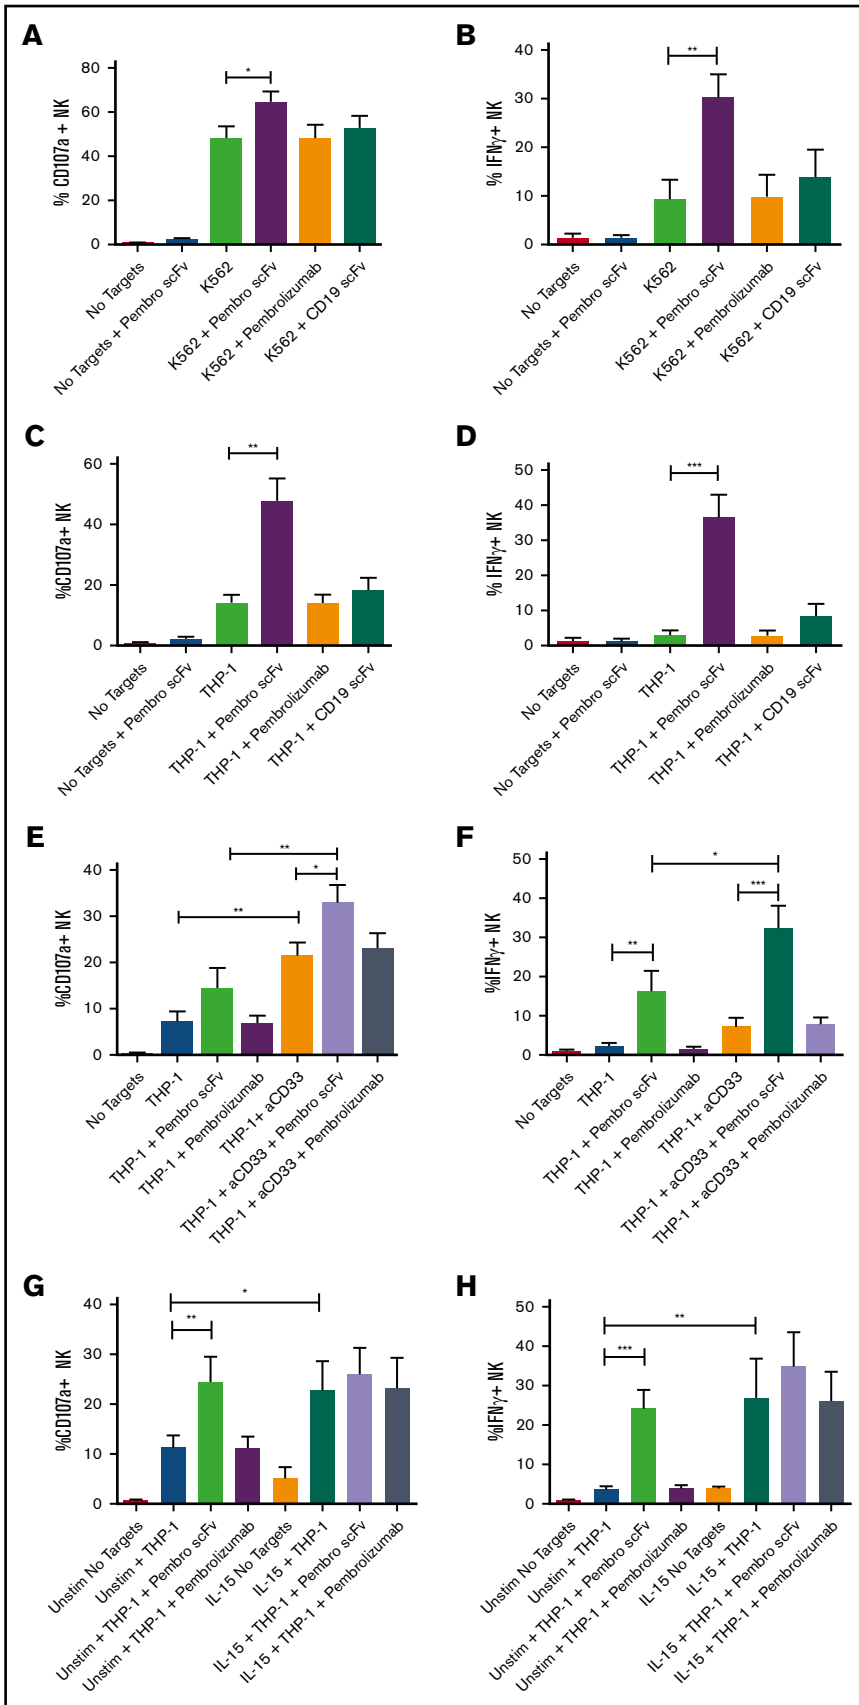 A
% CD107a + NK
80
60
40
20
0
*
No Targets
No Targets + Pembro scFv
K562
K562 + Pembro scFv
K562 + Pembrolizumab
K562 + CD19 scFv
B
% IFNγ+ NK
40
30
20
10
0
**
No Targets
No Targets + Pembro scFv
K562
K562 + Pembro scFv
K562 + Pembrolizumab
K562 + CD19 scFv
C
%CD107a+ NK
60
40
20
0
**
No Targets
No Targets + Pembro scFv
THP-1
THP-1 + Pembro scFv
THP-1 + Pembrolizumab
THP-1 + CD19 scFv
D
% IFNγ+ NK
50
40
30
20
10
0
***
No Targets
No Targets + Pembro scFv
THP-1
THP-1 + Pembro scFv
THP-1 + Pembrolizumab
THP-1 + CD19 scFv
E
%CD107a+ NK
40
30
20
10
0
**
*
**
No Targets
THP-1
THP-1 + Pembro scFv
THP-1 + Pembrolizumab
THP-1+ aCD33
THP-1 + aCD33 + Pembro scFv
THP-1 + aCD33 + Pembrolizumab
F
%IFNγ+ NK
50
40
30
20
10
0
*
***
**
No Targets
THP-1
THP-1 + Pembro scFv
THP-1 + Pembrolizumab
THP-1+ aCD33
THP-1 + aCD33 + Pembro scFv
THP-1 + aCD33 + Pembrolizumab
G
%CD107a+ NK
40
30
20
10
0
*
**
Unstim No Targets
Unstim + THP-1
Unstim + THP-1 + Pembro scFv
Unstim + THP-1 + Pembrolizumab
IL-15 No Targets
IL-15 + THP-1
IL-15 + THP-1 + Pembro scFv
IL-15 + THP-1 + Pembrolizumab
H
%IFNγ+ NK
50
40
30
20
10
0
**
***
Unstim No Targets
Unstim + THP-1
Unstim + THP-1 + Pembro scFv
Unstim + THP-1 + Pembrolizumab
IL-15 No Targets
IL-15 + THP-1
IL-15 + THP-1 + Pembro scFv
IL-15 + THP-1 + Pembrolizumab